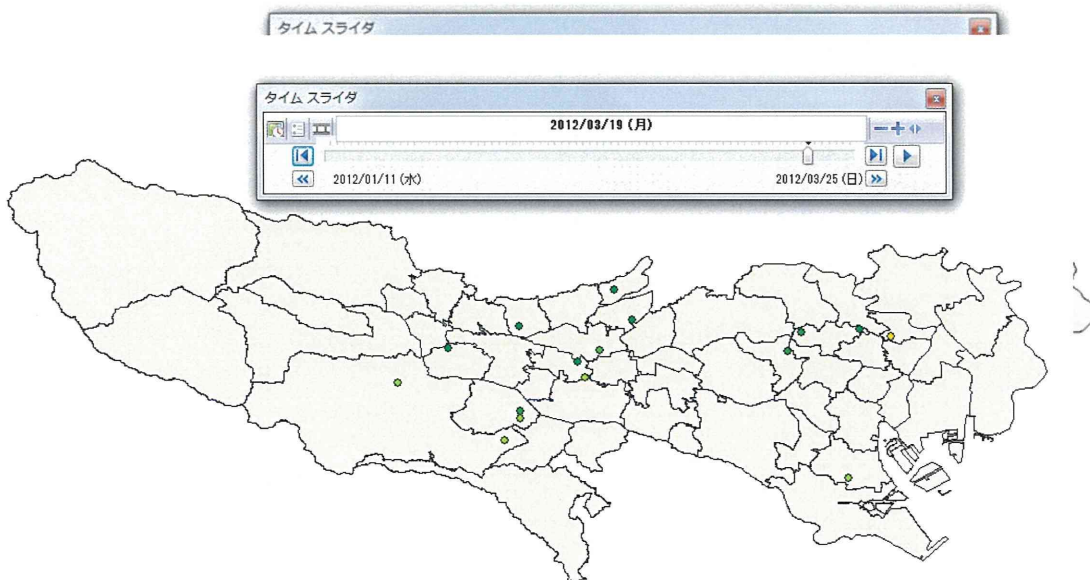 タイム スライダ
タイム スライダ
2012/03/19 (月)
2012/01/11 (水)
2012/03/25 (日)